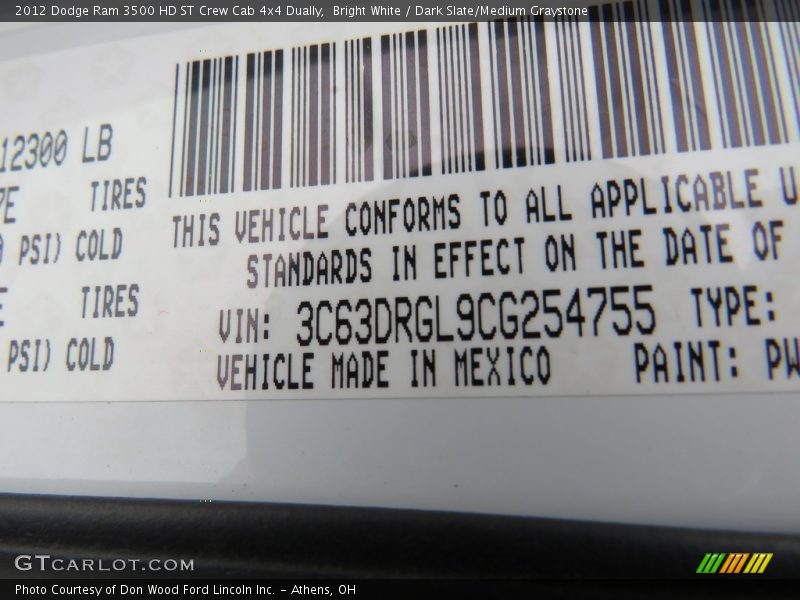 2012 Dodge Ram 3500 HD ST Crew Cab 4x4 Dually,  Bright White / Dark Slate/Medium Graystone
12300 LB
TIRES
PSI) COLD
TIRES
PSI) COLD
THIS VEHICLE CONFORMS TO ALL APPLICABLE U
STANDARDS IN EFFECT ON THE DATE OF
VIN: 3C63DRGL9CG254755 TYPE:
VEHICLE MADE IN MEXICO PAINT: PW
GTCARLOT.COM
Photo Courtesy of Don Wood Ford Lincoln Inc. – Athens, OH